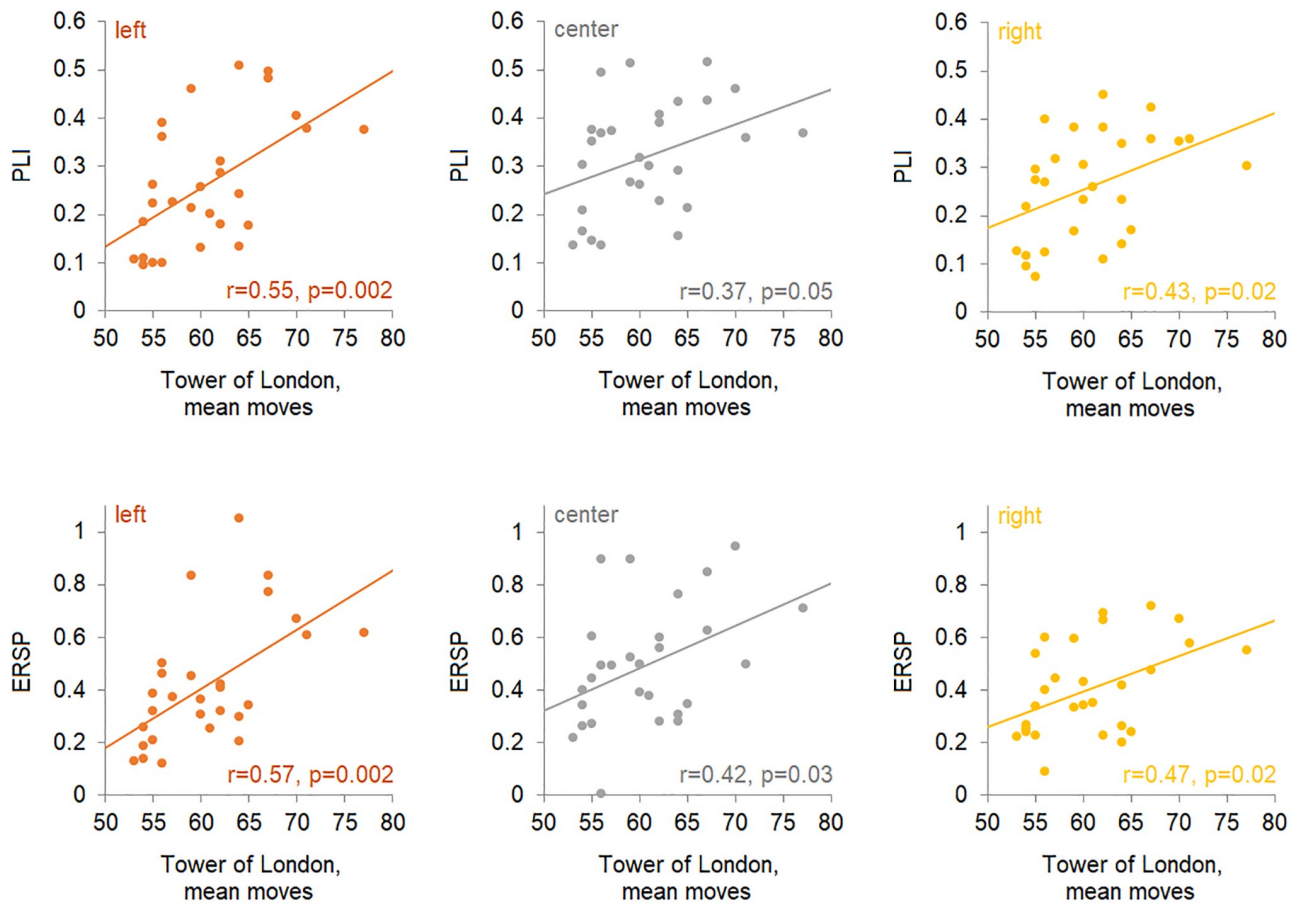 left
0.6
0.5
0.4
0.3
0.2
0.1
0
PLI
r=0.55, p=0.002
50 55 60 65 70 75 80
Tower of London,
mean moves
center
0.6
0.5
0.4
0.3
0.2
0.1
0
PLI
r=0.37, p=0.05
50 55 60 65 70 75 80
Tower of London,
mean moves
right
0.6
0.5
0.4
0.3
0.2
0.1
0
PLI
r=0.43, p=0.02
50 55 60 65 70 75 80
Tower of London,
mean moves
left
1
0.8
0.6
0.4
0.2
0
ERSP
r=0.57, p=0.002
50 55 60 65 70 75 80
Tower of London,
mean moves
center
1
0.8
0.6
0.4
0.2
0
ERSP
r=0.42, p=0.03
50 55 60 65 70 75 80
Tower of London,
mean moves
right
1
0.8
0.6
0.4
0.2
0
ERSP
r=0.47, p=0.02
50 55 60 65 70 75 80
Tower of London,
mean moves